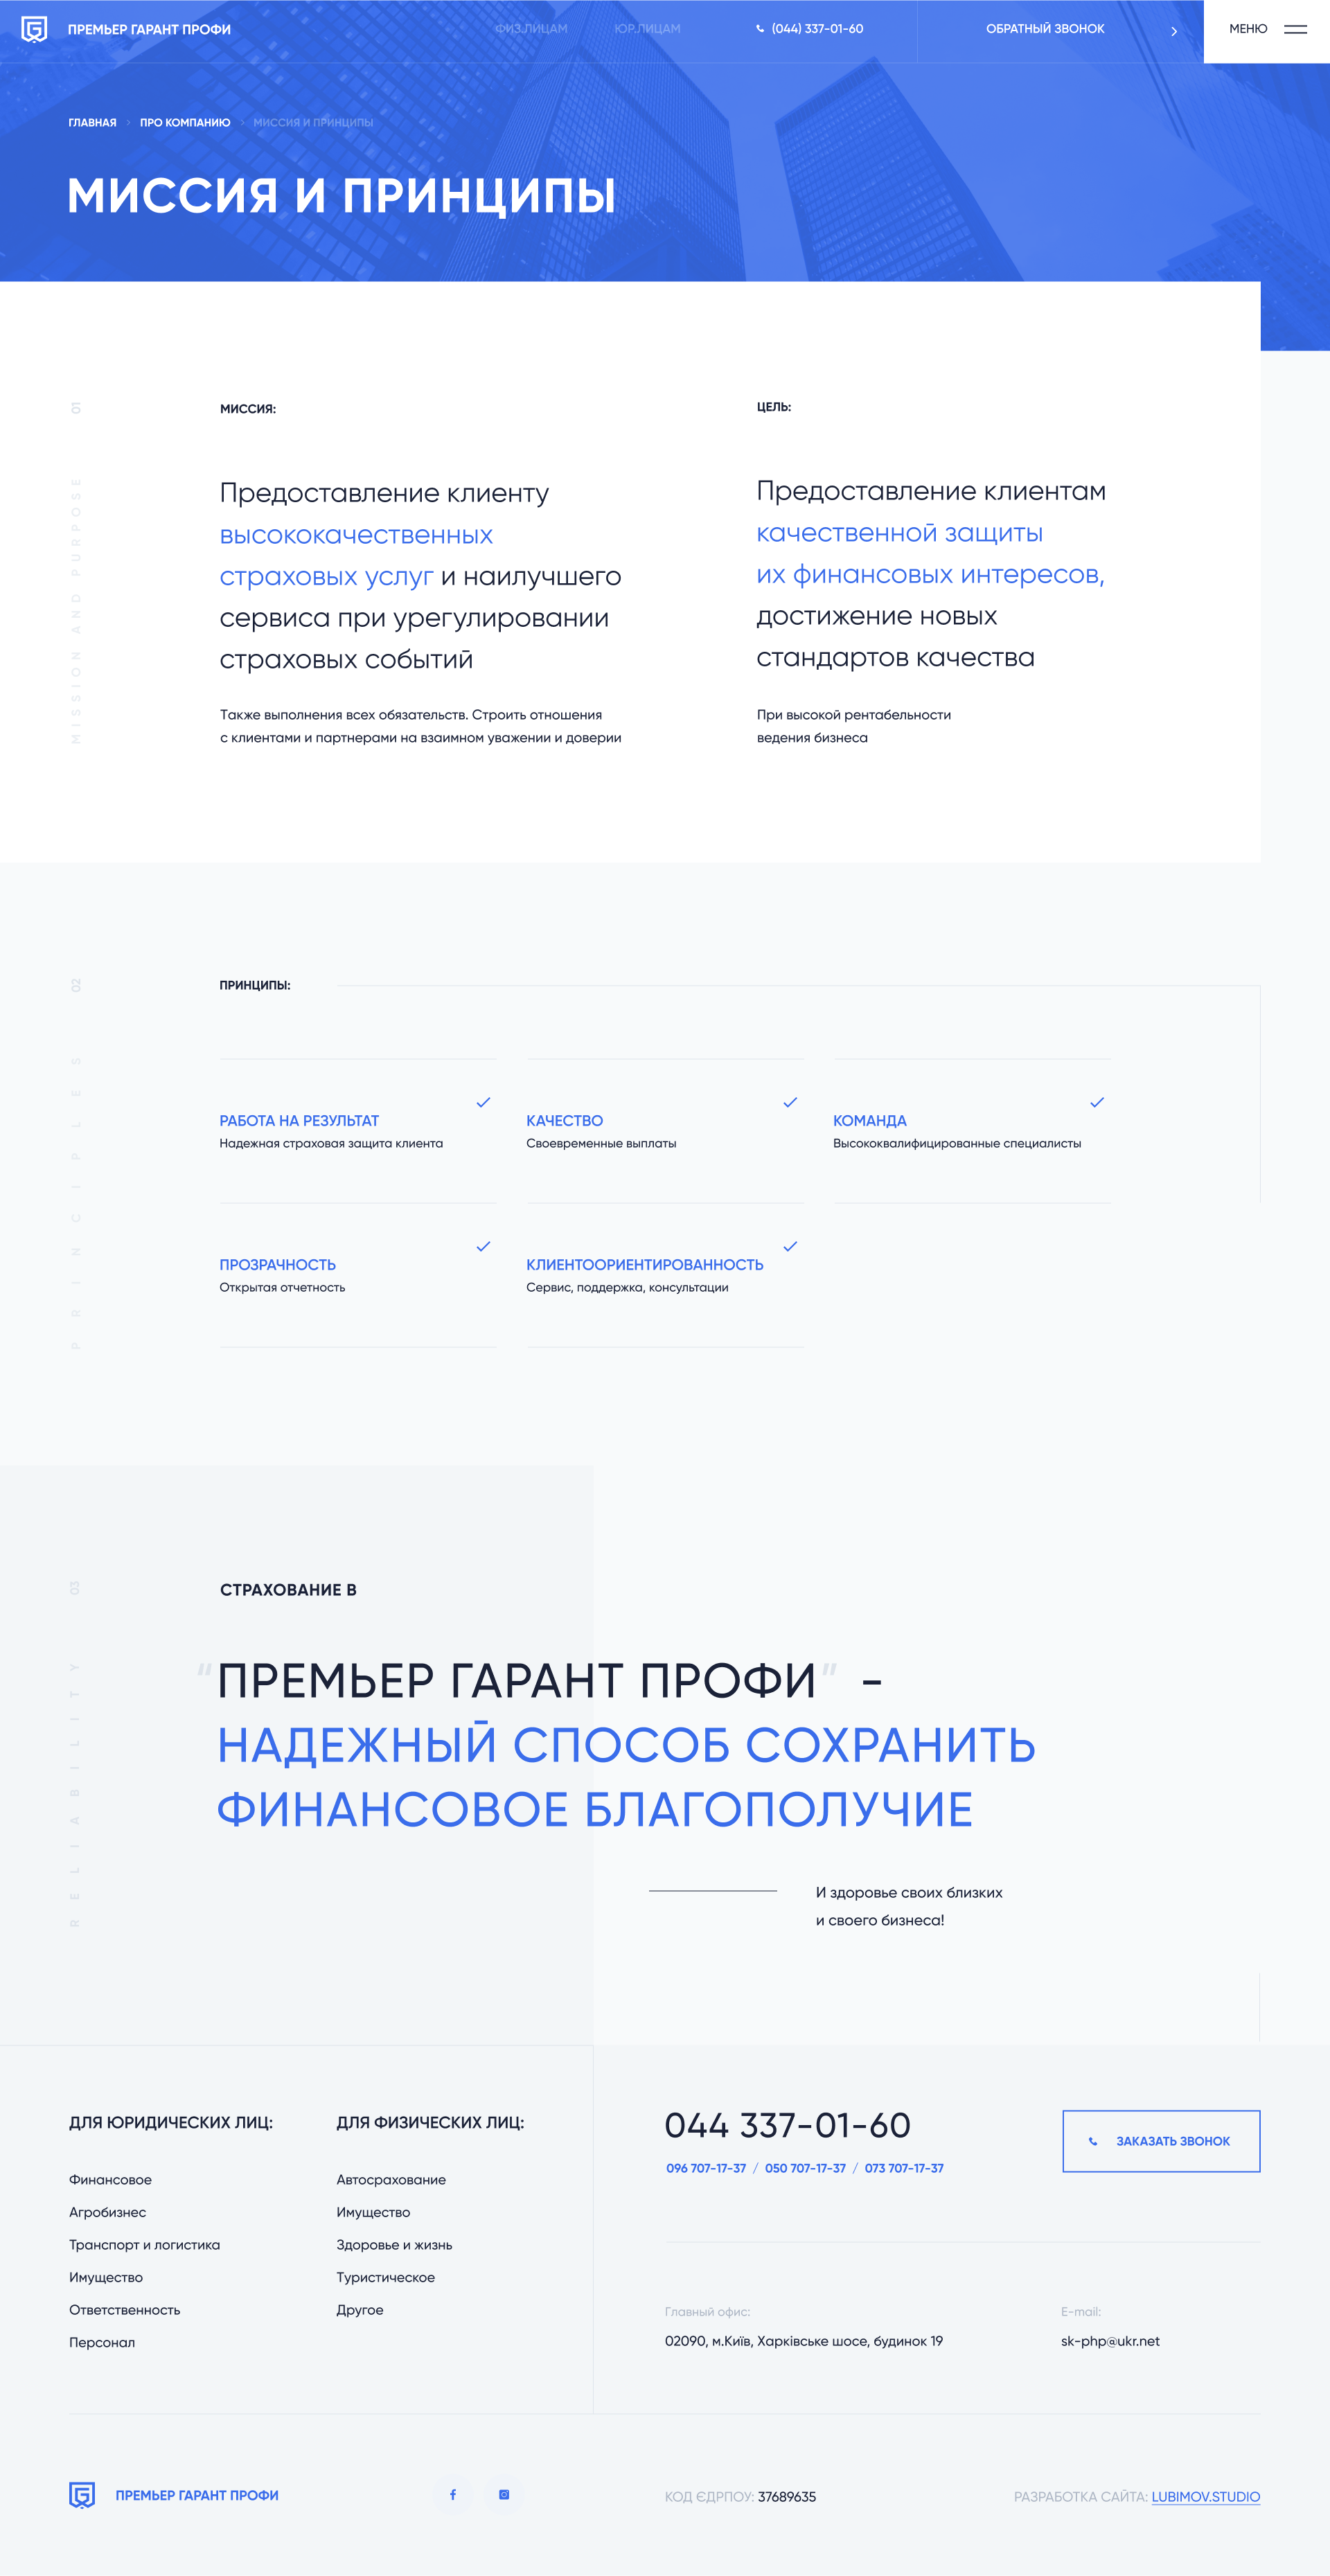 ПРЕМЬЕР ГАРАНТ ПРОФИ
ФИЗ.ЛИЦАМ
ЮР.ЛИЦАМ
(044) 337-01-60
ОБРАТНЫЙ ЗВОНОК
МЕНЮ
ГЛАВНАЯ > ПРО КОМПАНИЮ > МИССИЯ И ПРИНЦИПЫ
МИССИЯ И ПРИНЦИПЫ
01
MISSION AND PURPOSE
МИССИЯ:
Предоставление клиенту
высококачественных
страховых услуг и наилучшего
сервиса при урегулировании
страховых событий
Также выполнения всех обязательств. Строить отношения
с клиентами и партнерами на взаимном уважении и доверии
ЦЕЛЬ:
Предоставление клиентам
качественной защиты
их финансовых интересов,
достижение новых
стандартов качества
При высокой рентабельности
ведения бизнеса
02
PRINCIPLES
ПРИНЦИПЫ:
РАБОТА НА РЕЗУЛЬТАТ
Надежная страховая защита клиента
КАЧЕСТВО
Своевременные выплаты
КОМАНДА
Высококвалифицированные специалисты
ПРОЗРАЧНОСТЬ
Открытая отчетность
КЛИЕНТООРИЕНТИРОВАННОСТЬ
Сервис, поддержка, консультации
03
RELIABILITY
СТРАХОВАНИЕ В
“ПРЕМЬЕР ГАРАНТ ПРОФИ” -
НАДЕЖНЫЙ СПОСОБ СОХРАНИТЬ
ФИНАНСОВОЕ БЛАГОПОЛУЧИЕ
И здоровье своих близких
и своего бизнеса!
ДЛЯ ЮРИДИЧЕСКИХ ЛИЦ:
Финансовое
Агробизнес
Транспорт и логистика
Имущество
Ответственность
Персонал
ДЛЯ ФИЗИЧЕСКИХ ЛИЦ:
Автосрахование
Имущество
Здоровье и жизнь
Туристическое
Другое
044 337-01-60
096 707-17-37 / 050 707-17-37 / 073 707-17-37
ЗАКАЗАТЬ ЗВОНОК
Главный офис:
02090, м.Київ, Харківське шосе, будинок 19
E-mail:
sk-php@ukr.net
ПРЕМЬЕР ГАРАНТ ПРОФИ
КОД ЄДРПОУ: 37689635
РАЗРАБОТКА САЙТА: LUBIMOV.STUDIO